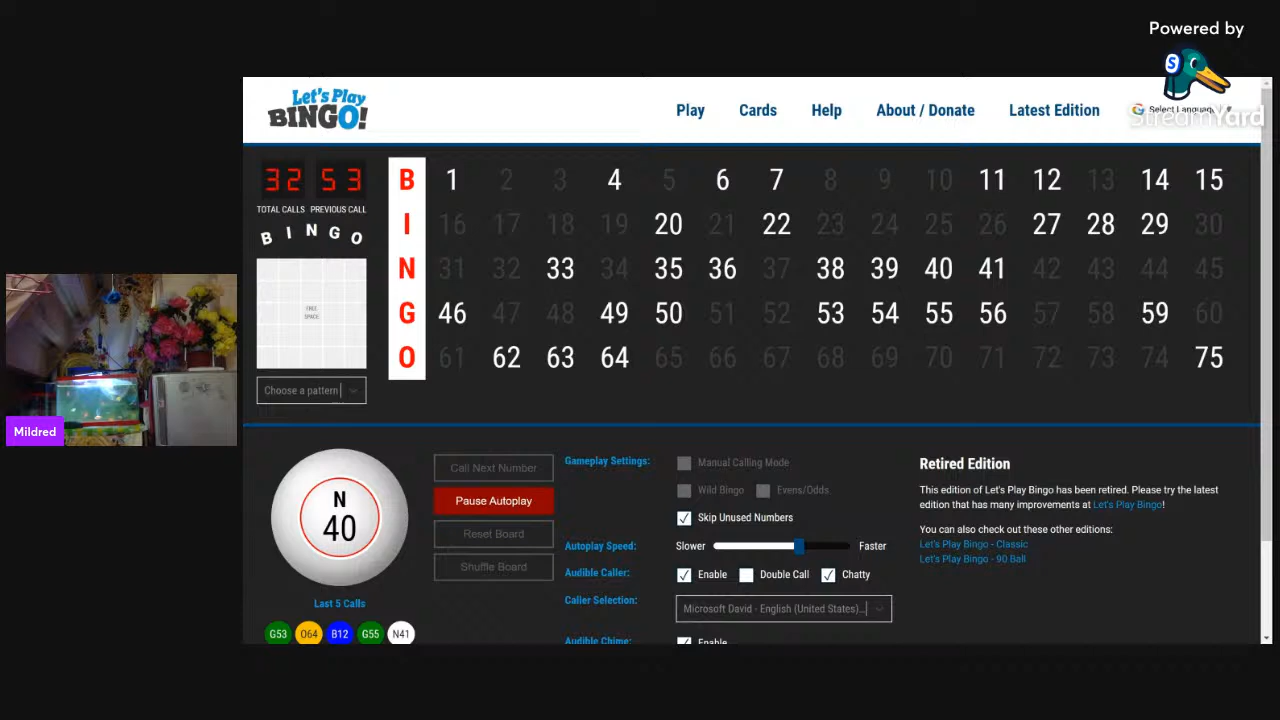 Powered by
StreamYard
Let's Play
BINGO!
Play
Cards
Help
About / Donate
Latest Edition
Select Language
32 53
TOTAL CALLS PREVIOUS CALL
B I N G O
FREE
SPACE
Choose a pattern
B 1 2 3 4 5 6 7 8 9 10 11 12 13 14 15
I 16 17 18 19 20 21 22 23 24 25 26 27 28 29 30
N 31 32 33 34 35 36 37 38 39 40 41 42 43 44 45
G 46 47 48 49 50 51 52 53 54 55 56 57 58 59 60
O 61 62 63 64 65 66 67 68 69 70 71 72 73 74 75
Mildred
N
40
Last 5 Calls
G53 O64 B12 G55 N41
Call Next Number
Pause Autoplay
Reset Board
Shuffle Board
Gameplay Settings:
Manual Calling Mode
Wild Bingo Evens/Odds
Skip Unused Numbers
Autoplay Speed: Slower Faster
Audible Caller: Enable Double Call Chatty
Caller Selection: Microsoft David - English (United States)...
Audible Chime: Enable
Retired Edition
This edition of Let's Play Bingo has been retired. Please try the latest
edition that has many improvements at Let's Play Bingo!
You can also check out these other editions:
Let's Play Bingo - Classic
Let's Play Bingo - 90 Ball